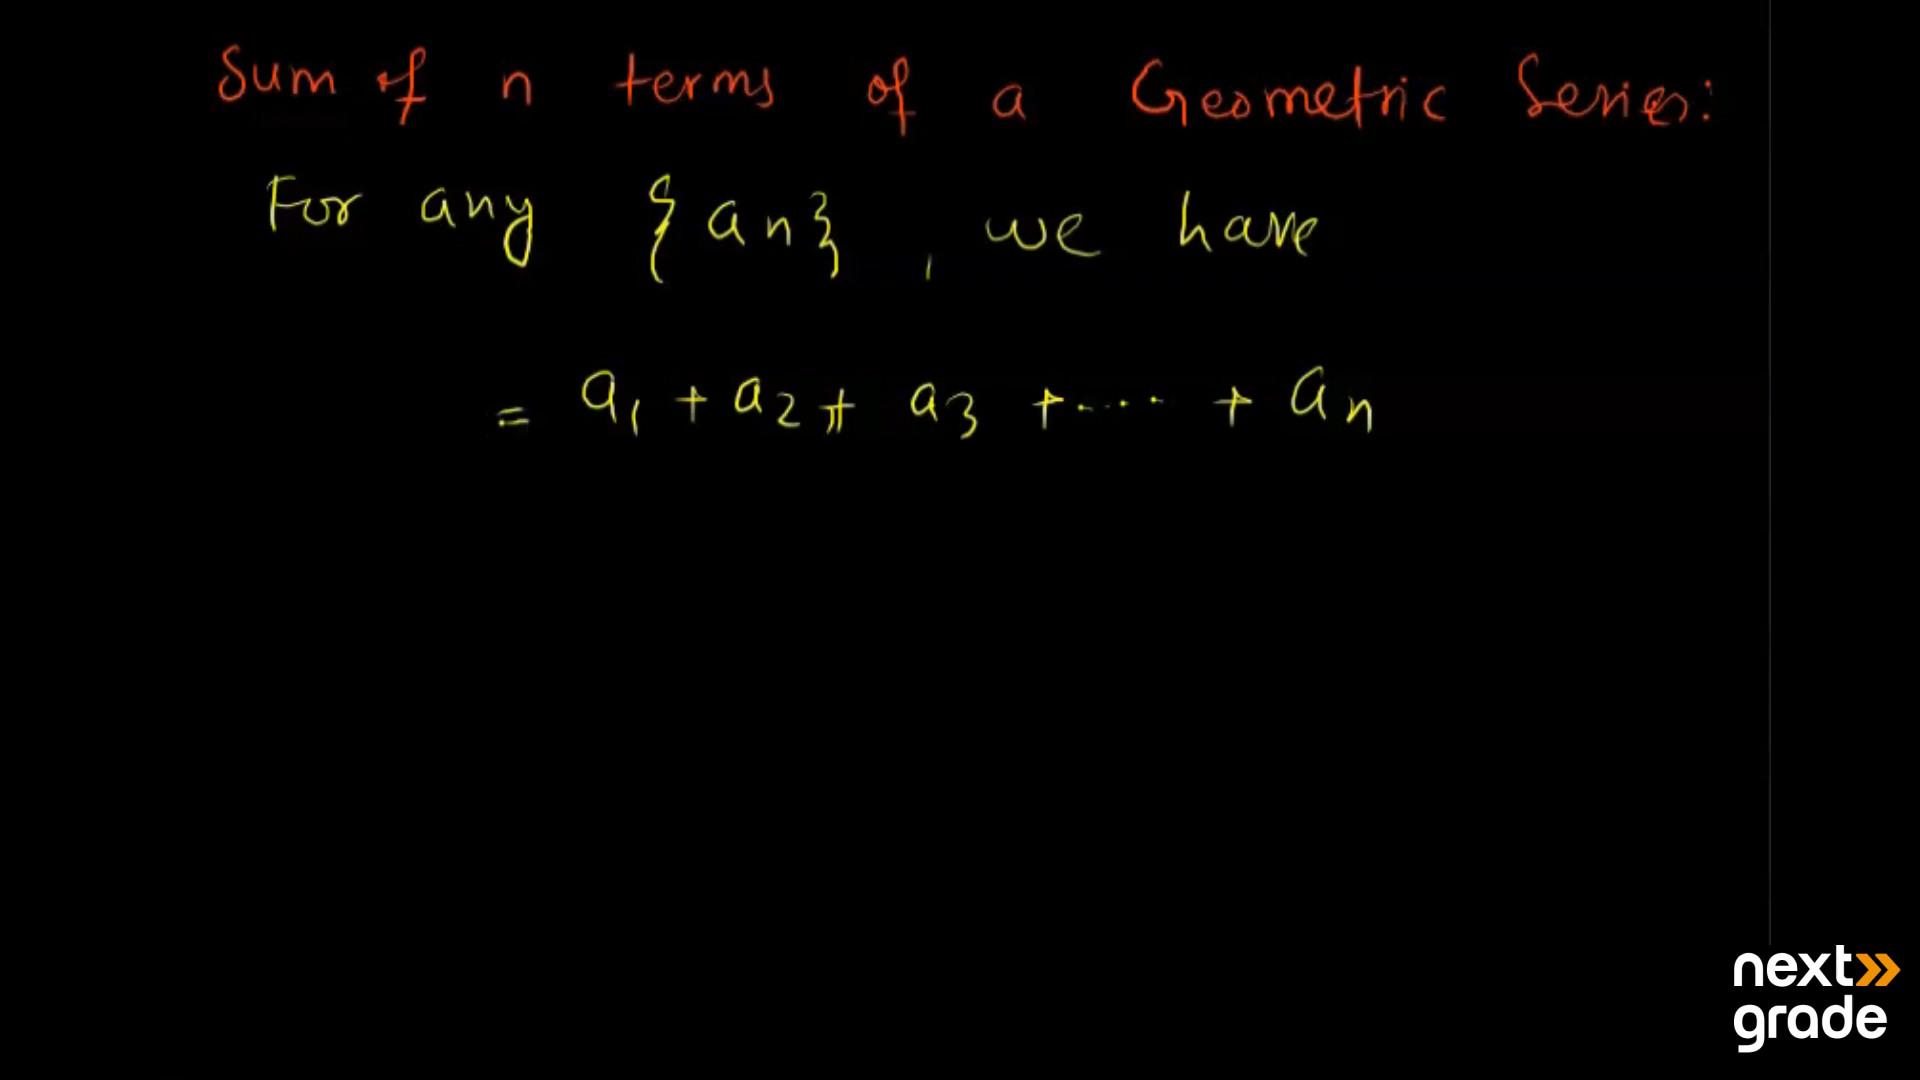 Sum of n terms of a Geometric Series:
For any {an}, we have
= a1 + a2 + a3 + .... + an
next
grade